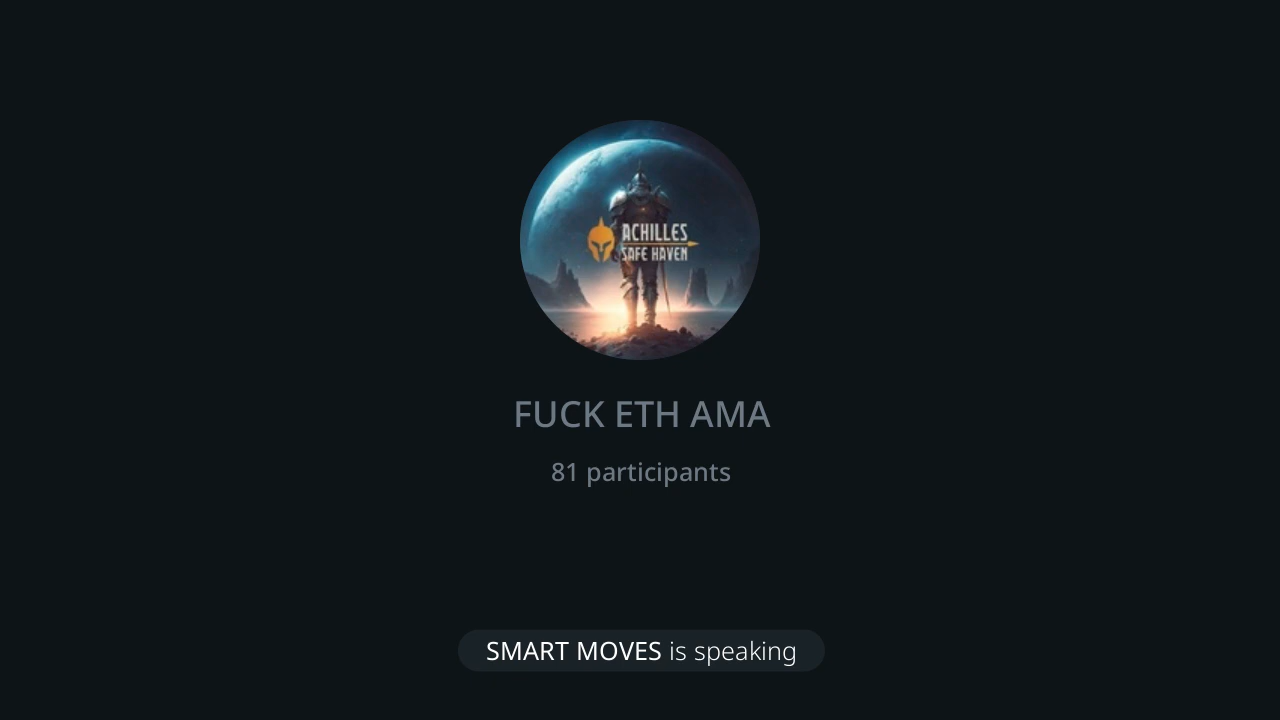 ACHILLES
SAFE HAVEN
FUCK ETH AMA
81 participants
SMART MOVES is speaking